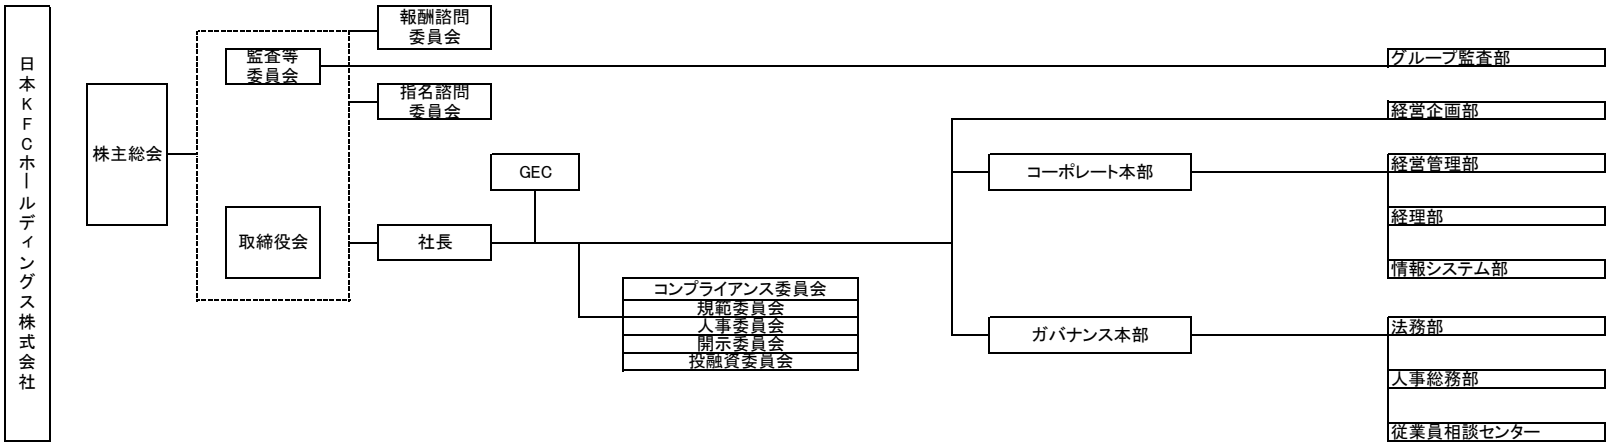 日本KFCホールディングス株式会社
株主総会
監査等
委員会
取締役会
報酬諮問
委員会
指名諮問
委員会
社長
GEC
コンプライアンス委員会
規範委員会
人事委員会
開示委員会
投融資委員会
コーポレート本部
ガバナンス本部
グループ監査部
経営企画部
経営管理部
経理部
情報システム部
法務部
人事総務部
従業員相談センター